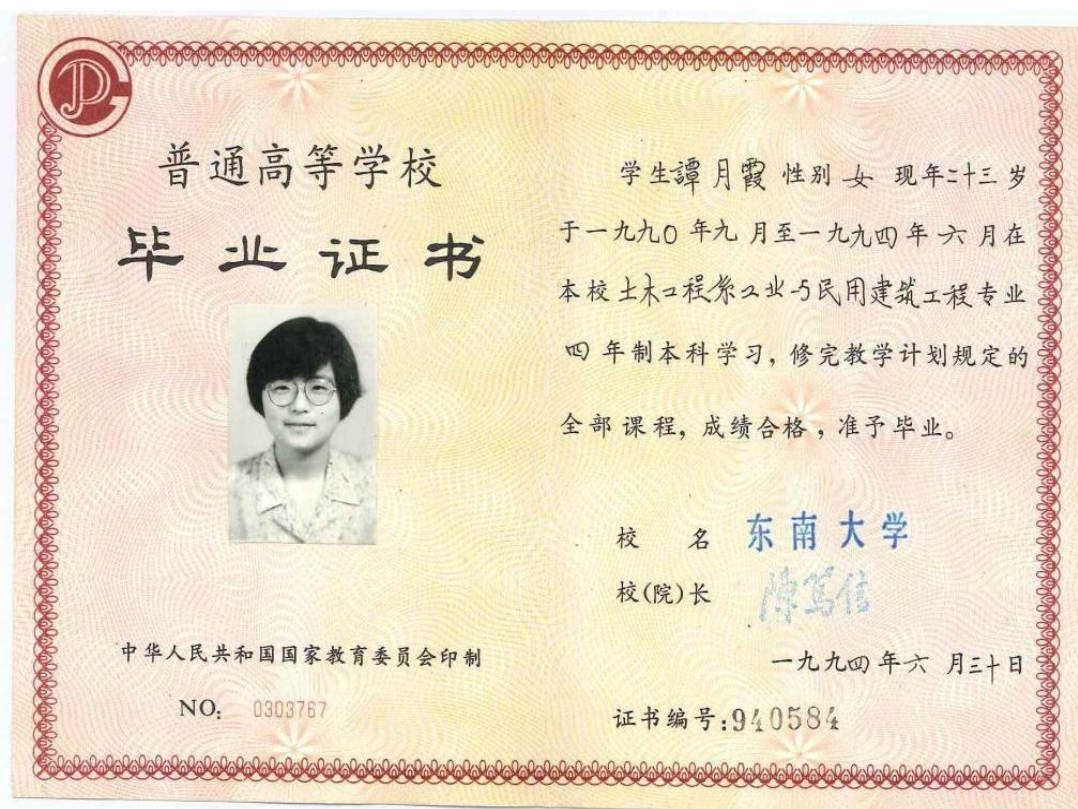 普通高等学校
毕业证书
中华人民共和国国家教育委员会印制
NO: 0303767
学生譚月霞 性别 女 现年二十三岁
于一九九〇年九月至一九九四年六月在
本校土木工程系工业与民用建筑工程专业
四年制本科学习，修完教学计划规定的
全部课程，成绩合格，准予毕业。
校 名 东南大学
校(院)长 陈笃信
一九九四年六月三十日
证书编号:940584